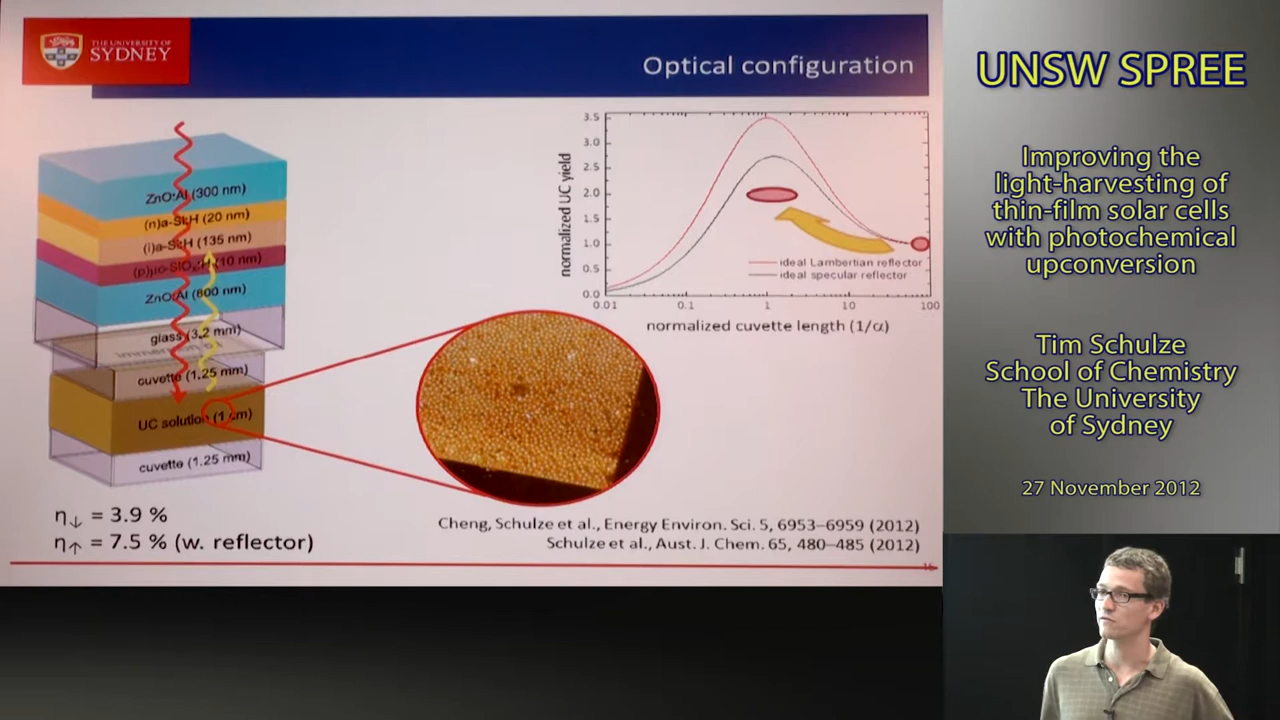 THE UNIVERSITY OF
SYDNEY
Optical configuration
ZnO:Al (300 nm)
(n)a-Si:H (20 nm)
(i)a-Si:H (135 nm)
(p)µc-SiOx:H (10 nm)
ZnO:Al (800 nm)
glass (3.2 mm)
immersion
cuvette (1.25 mm)
UC solution (1 cm)
cuvette (1.25 mm)
η↓ = 3.9 %
η↑ = 7.5 % (w. reflector)
normalized UC yield
3.5
3.0
2.5
2.0
1.5
1.0
0.5
0.0
ideal Lambertian reflector
ideal specular reflector
0.01 0.1 1 10 100
normalized cuvette length (1/α)
Cheng, Schulze et al., Energy Environ. Sci. 5, 6953–6959 (2012)
Schulze et al., Aust. J. Chem. 65, 480–485 (2012)
16
UNSW SPREE
Improving the
light-harvesting of
thin-film solar cells
with photochemical
upconversion
Tim Schulze
School of Chemistry
The University
of Sydney
27 November 2012